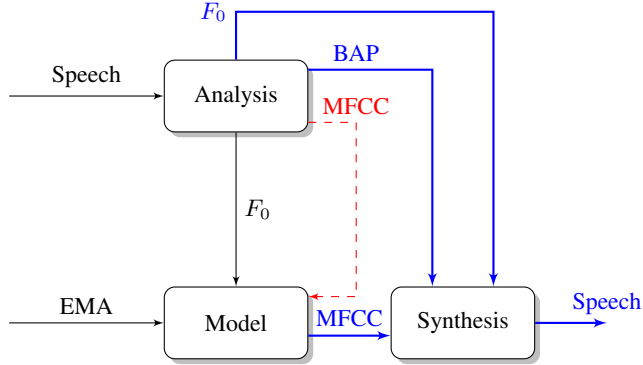 F₀
BAP
Speech
Analysis
MFCC
F₀
EMA
Model
MFCC
Synthesis
Speech